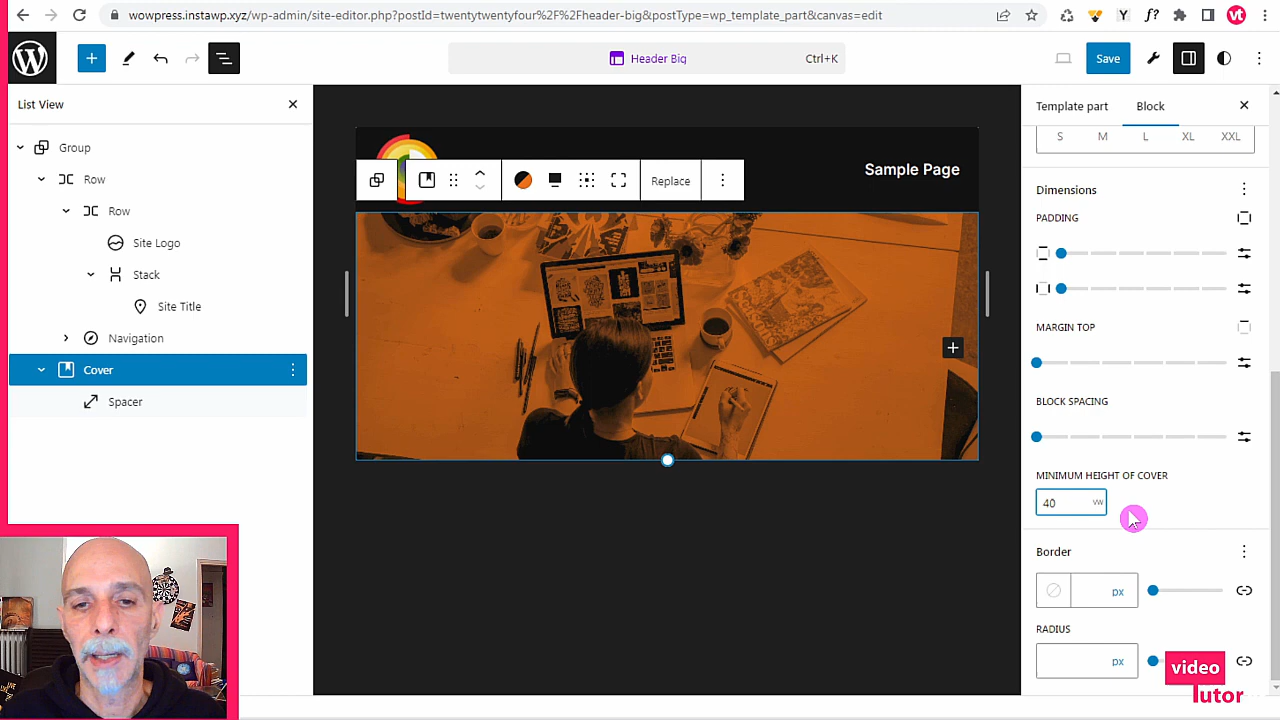 wowpress.instawp.xyz/wp-admin/site-editor.php?postId=twentytwentyfour%2F%2Fheader-big&postType=wp_template_part&canvas=edit
Y
f?
vt
Header Big
Ctrl+K
Save
List View
Group
Row
Row
Site Logo
Stack
Site Title
Navigation
Cover
Spacer
Sample Page
Replace
Template part
Block
S M L XL XXL
Dimensions
PADDING
MARGIN TOP
BLOCK SPACING
MINIMUM HEIGHT OF COVER
40 VW
Border
px
RADIUS
px
video
tutor